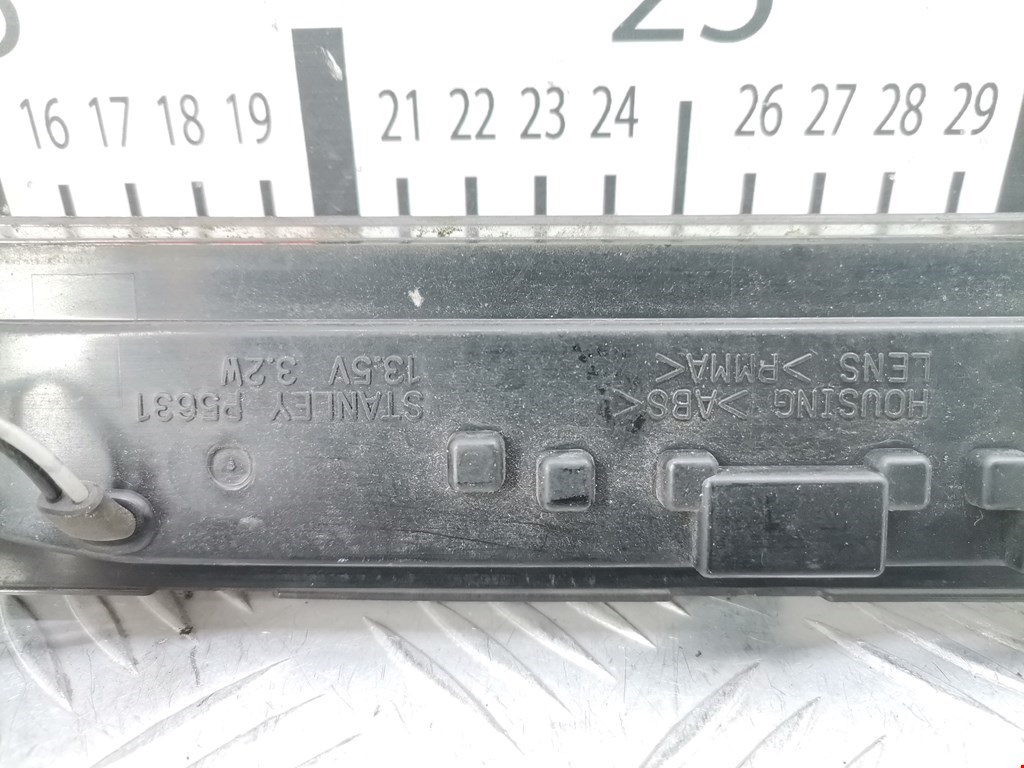 25
16 17 18 19 21 22 23 24 26 27 28 29
HOUSING >ABS<
LENS >PMMA<
STANLEY P5631
13.5V 3.2W
L